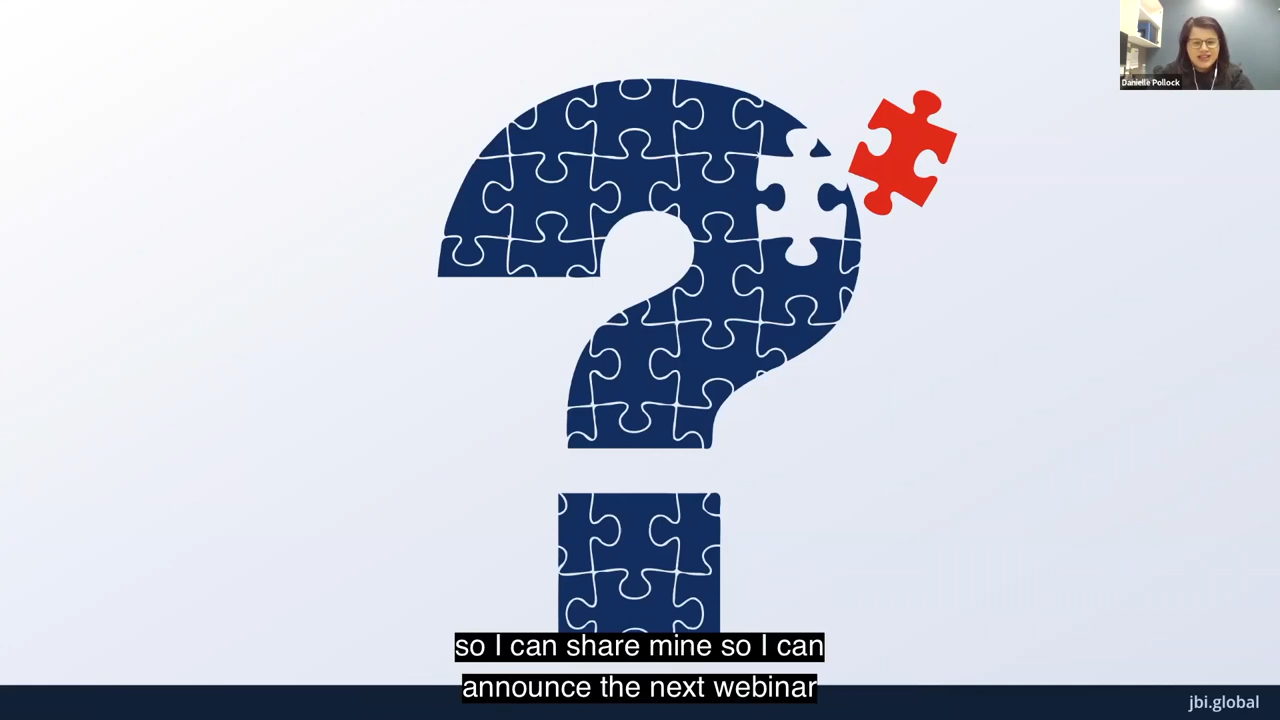 Danielle Pollock
so I can share mine so I can
announce the next webinar
jbi.global